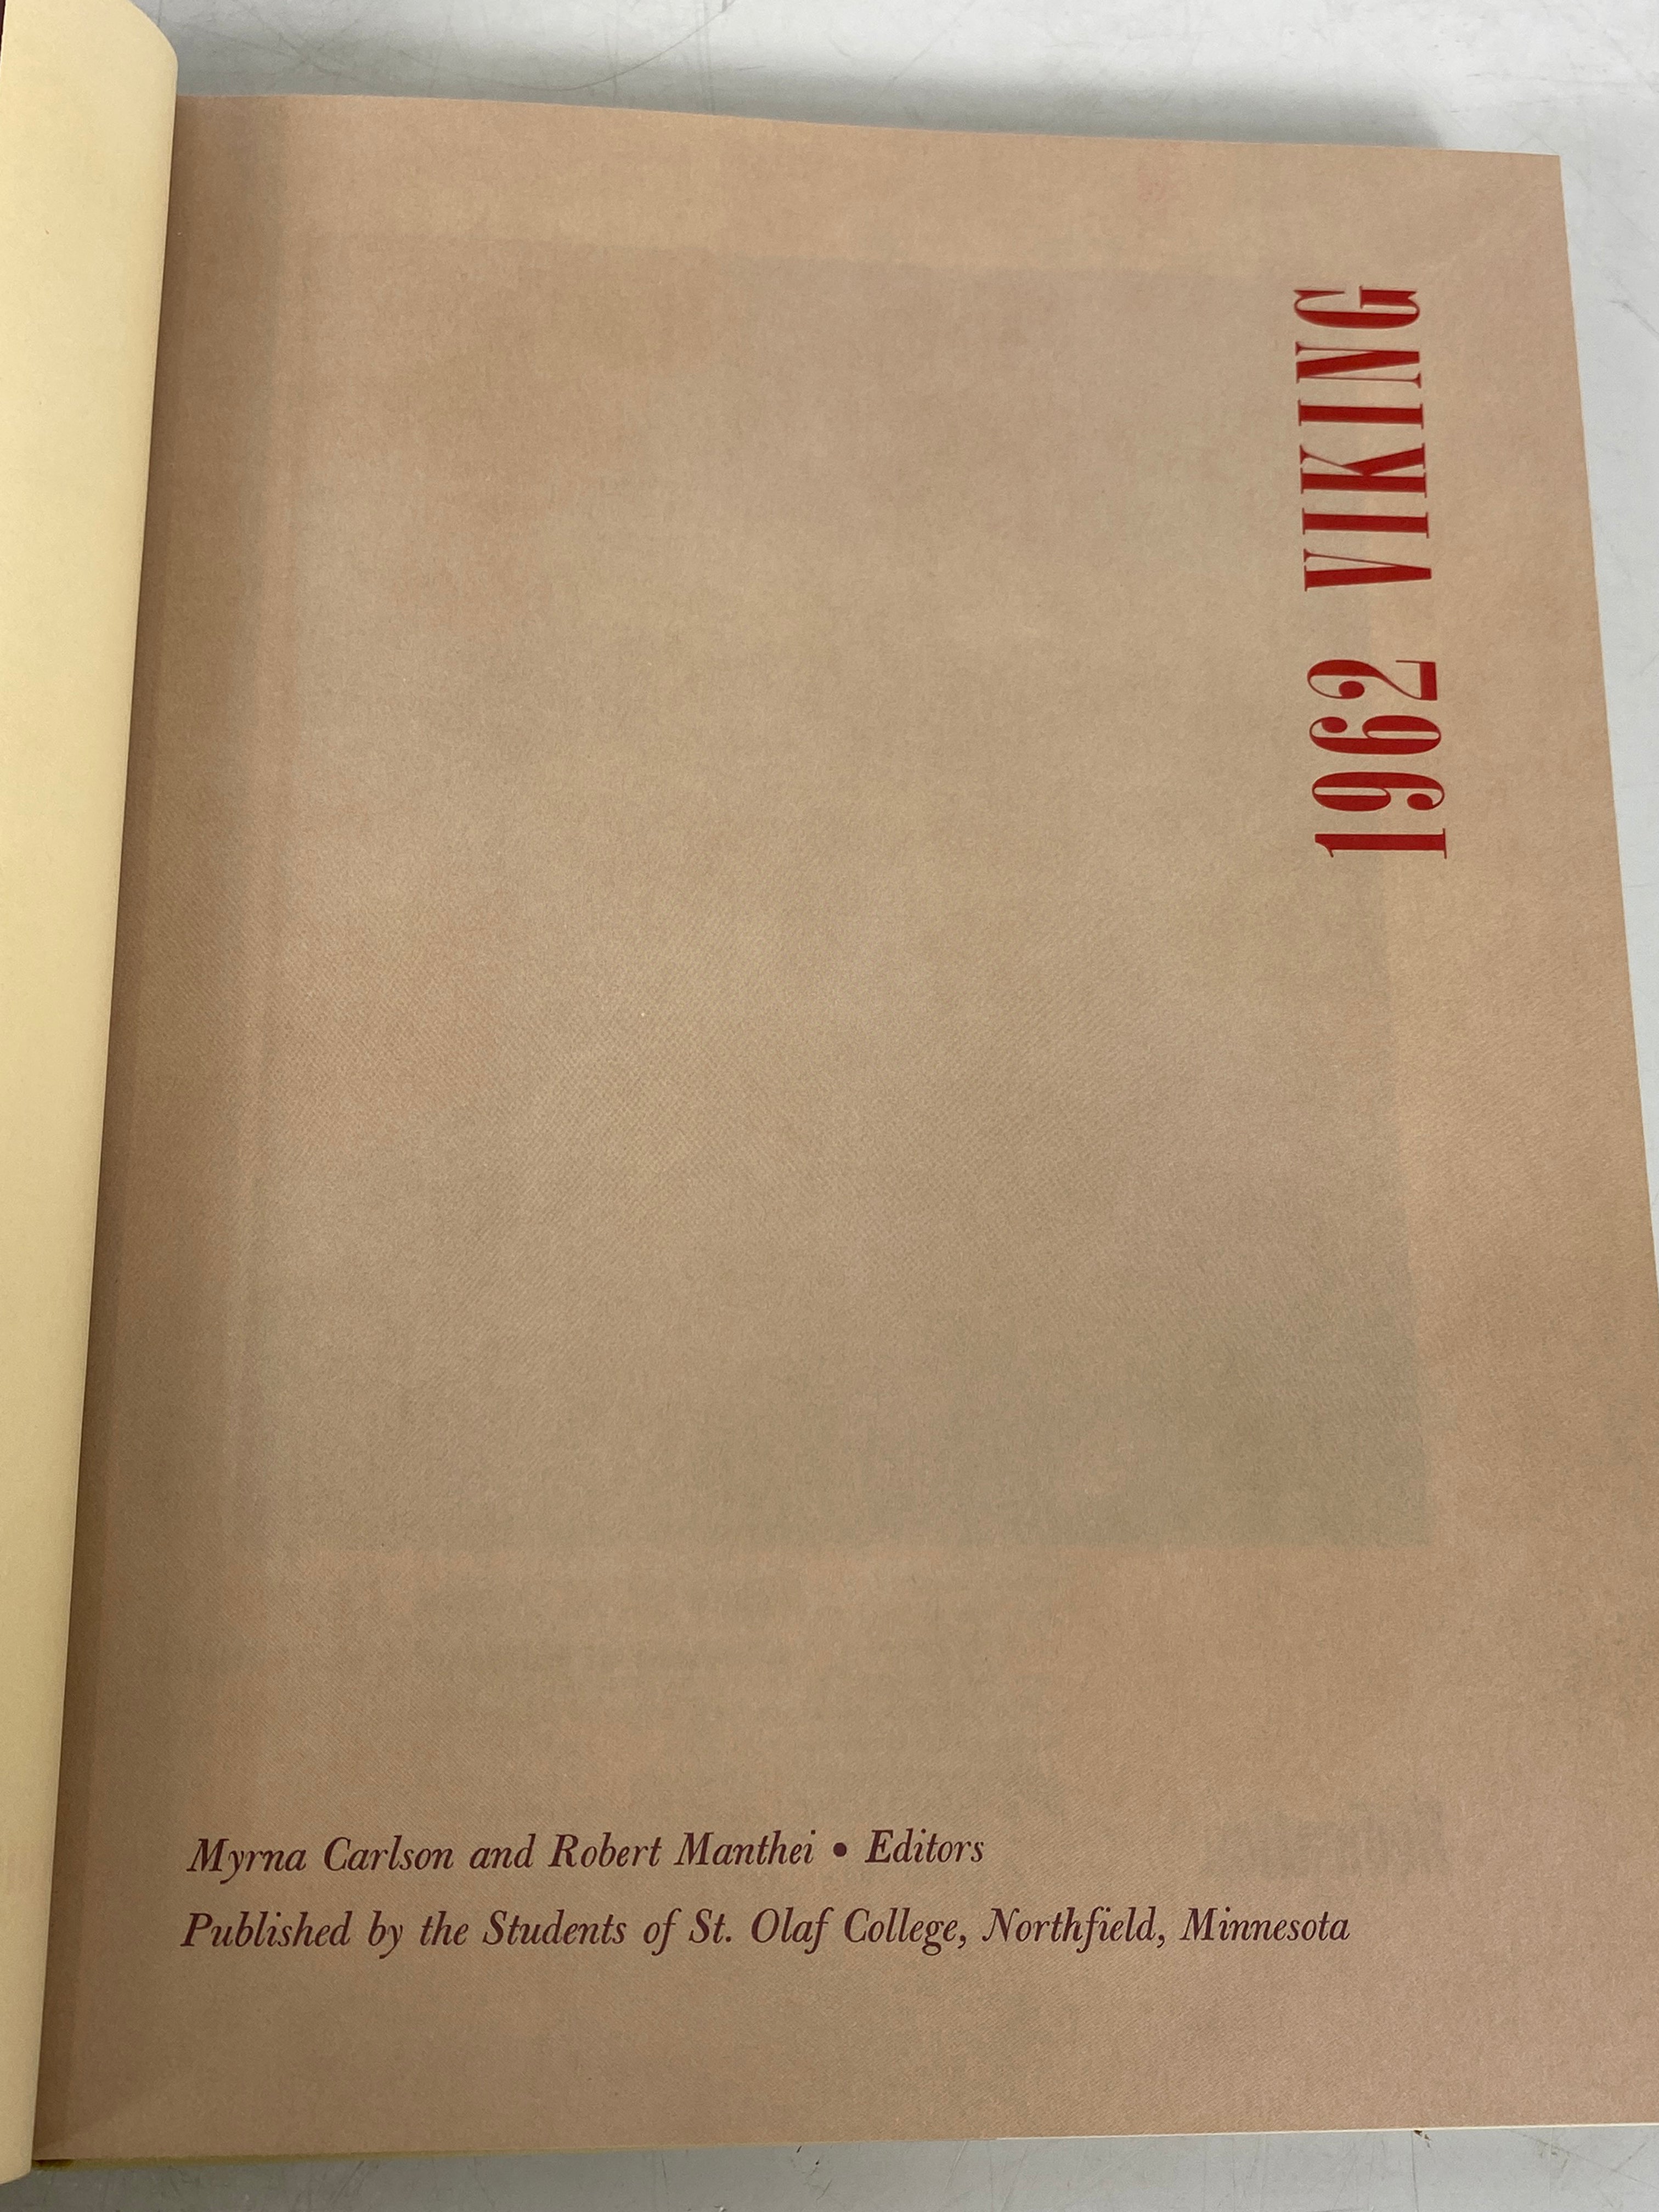 1962 VIKING
Myrna Carlson and Robert Manthei • Editors
Published by the Students of St. Olaf College, Northfield, Minnesota